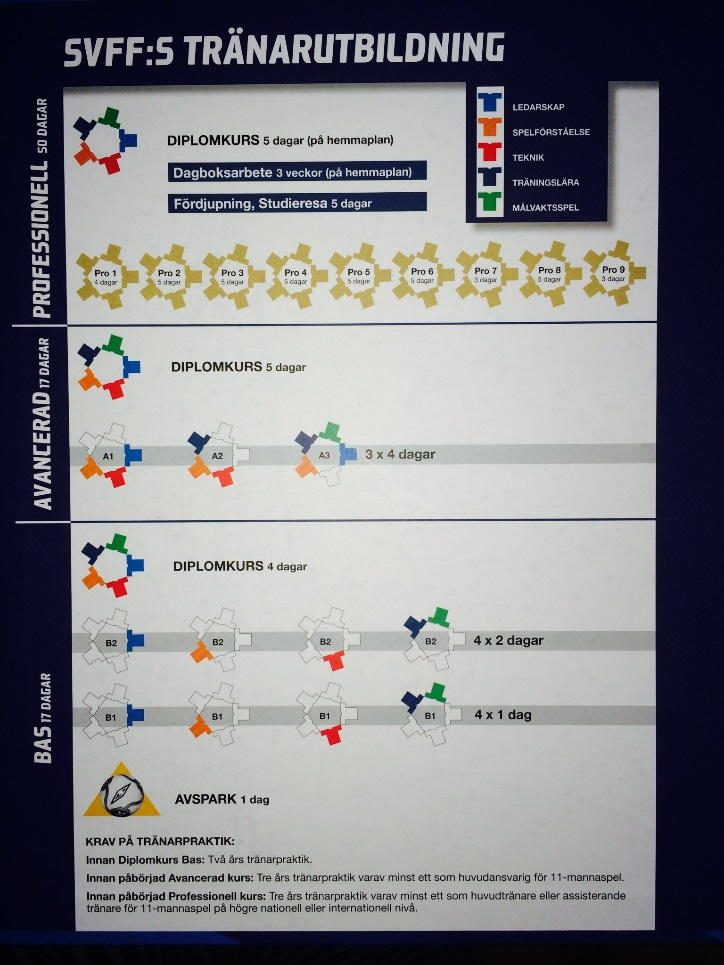 SVFF:S TRÄNARUTBILDNING
PROFESSIONELL 50 DAGAR
DIPLOMKURS 5 dagar (på hemmaplan)
Dagboksarbete 3 veckor (på hemmaplan)
Fördjupning, Studieresa 5 dagar
LEDARSKAP
SPELFÖRSTÅELSE
TEKNIK
TRÄNINGSLÄRA
MÅLVAKTSSPEL
Pro 1
4 dagar
Pro 2
5 dagar
Pro 3
5 dagar
Pro 4
5 dagar
Pro 5
5 dagar
Pro 6
5 dagar
Pro 7
3 dagar
Pro 8
5 dagar
Pro 9
3 dagar
AVANCERAD 17 DAGAR
DIPLOMKURS 5 dagar
A1
A2
A3
3 x 4 dagar
BAS 17 DAGAR
DIPLOMKURS 4 dagar
B2
B2
B2
B2
4 x 2 dagar
B1
B1
B1
B1
4 x 1 dag
AVSPARK 1 dag
KRAV PÅ TRÄNARPRAKTIK:
Innan Diplomkurs Bas: Två års tränarpraktik.
Innan påbörjad Avancerad kurs: Tre års tränarpraktik varav minst ett som huvudansvarig för 11-mannaspel.
Innan påbörjad Professionell kurs: Tre års tränarpraktik varav minst ett som huvudtränare eller assisterande
tränare för 11-mannaspel på högre nationell eller internationell nivå.